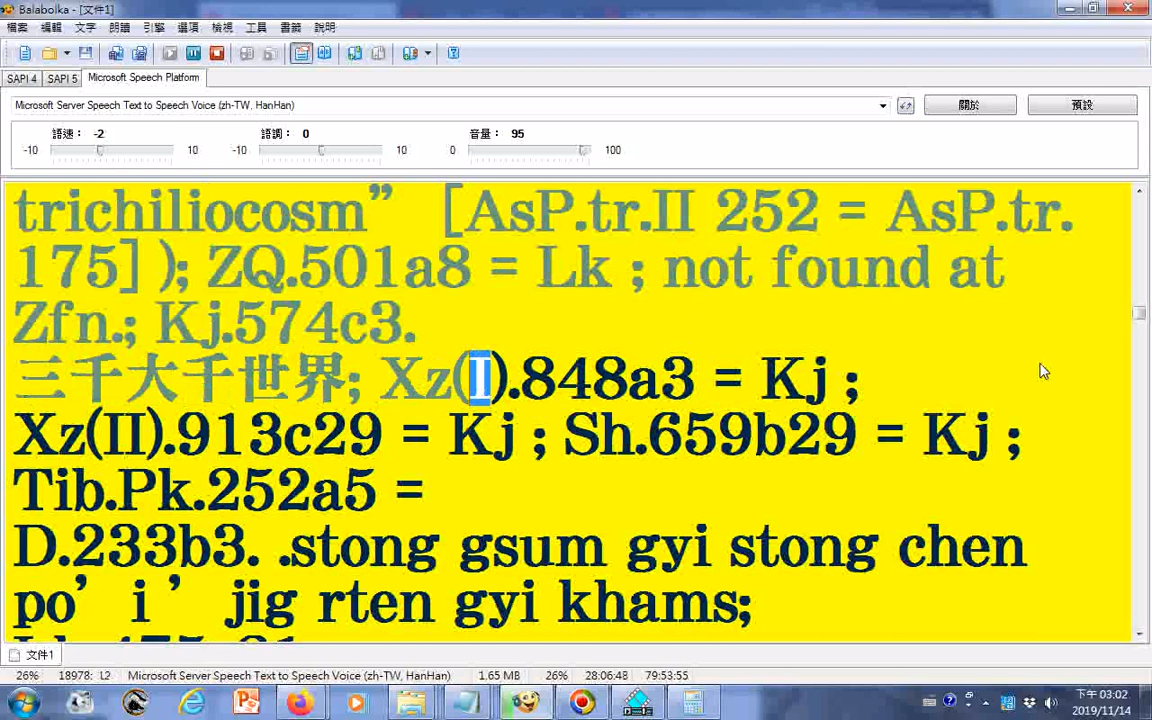 Balabolka - [文件1]
檔案 編輯 文字 朗讀 引擎 選項 檢視 工具 書籤 說明
SAPI 4 SAPI 5 Microsoft Speech Platform
Microsoft Server Speech Text to Speech Voice (zh-TW, HanHan) 關於 預設
語速： -2 語調： 0 音量： 95
-10 10 -10 10 0 100
trichiliocosm” [AsP.tr.II 252 = AsP.tr.
175] ); ZQ.501a8 = Lk ; not found at
Zfn.; Kj.574c3.
三千大千世界; Xz(II).848a3 = Kj ;
Xz(II).913c29 = Kj ; Sh.659b29 = Kj ;
Tib.Pk.252a5 =
D.233b3. .stong gsum gyi stong chen
po’ i ’ jig rten gyi khams;
文件1
26% 18978: L2 Microsoft Server Speech Text to Speech Voice (zh-TW, HanHan) 1.65 MB 26% 28:06:48 79:53:55
下午 03:02
2019/11/14